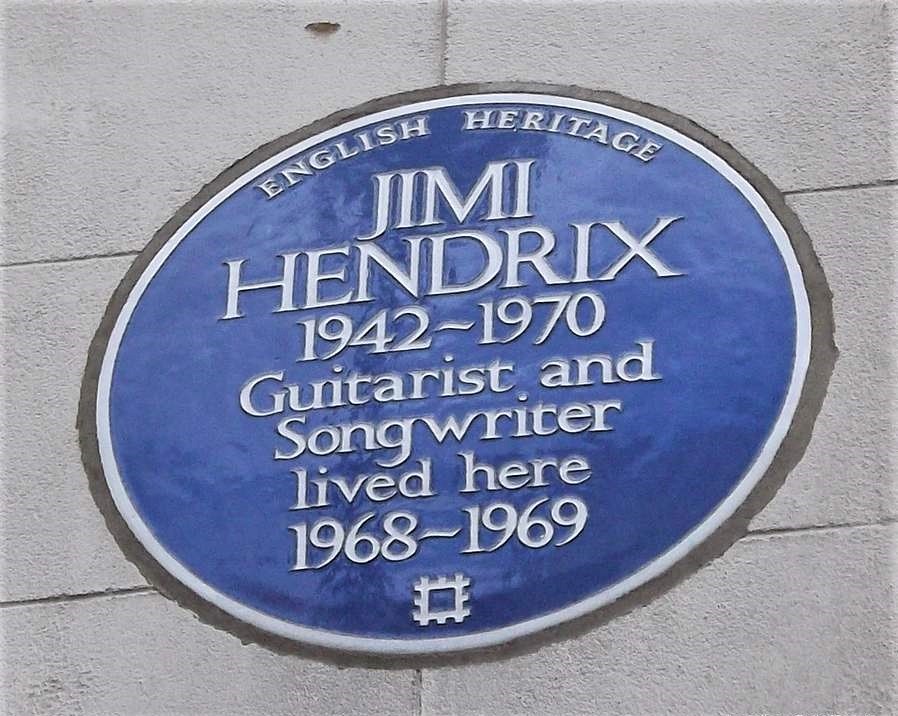 ENGLISH HERITAGE
JIMI
HENDRIX
1942~1970
Guitarist and
Songwriter
lived here
1968~1969